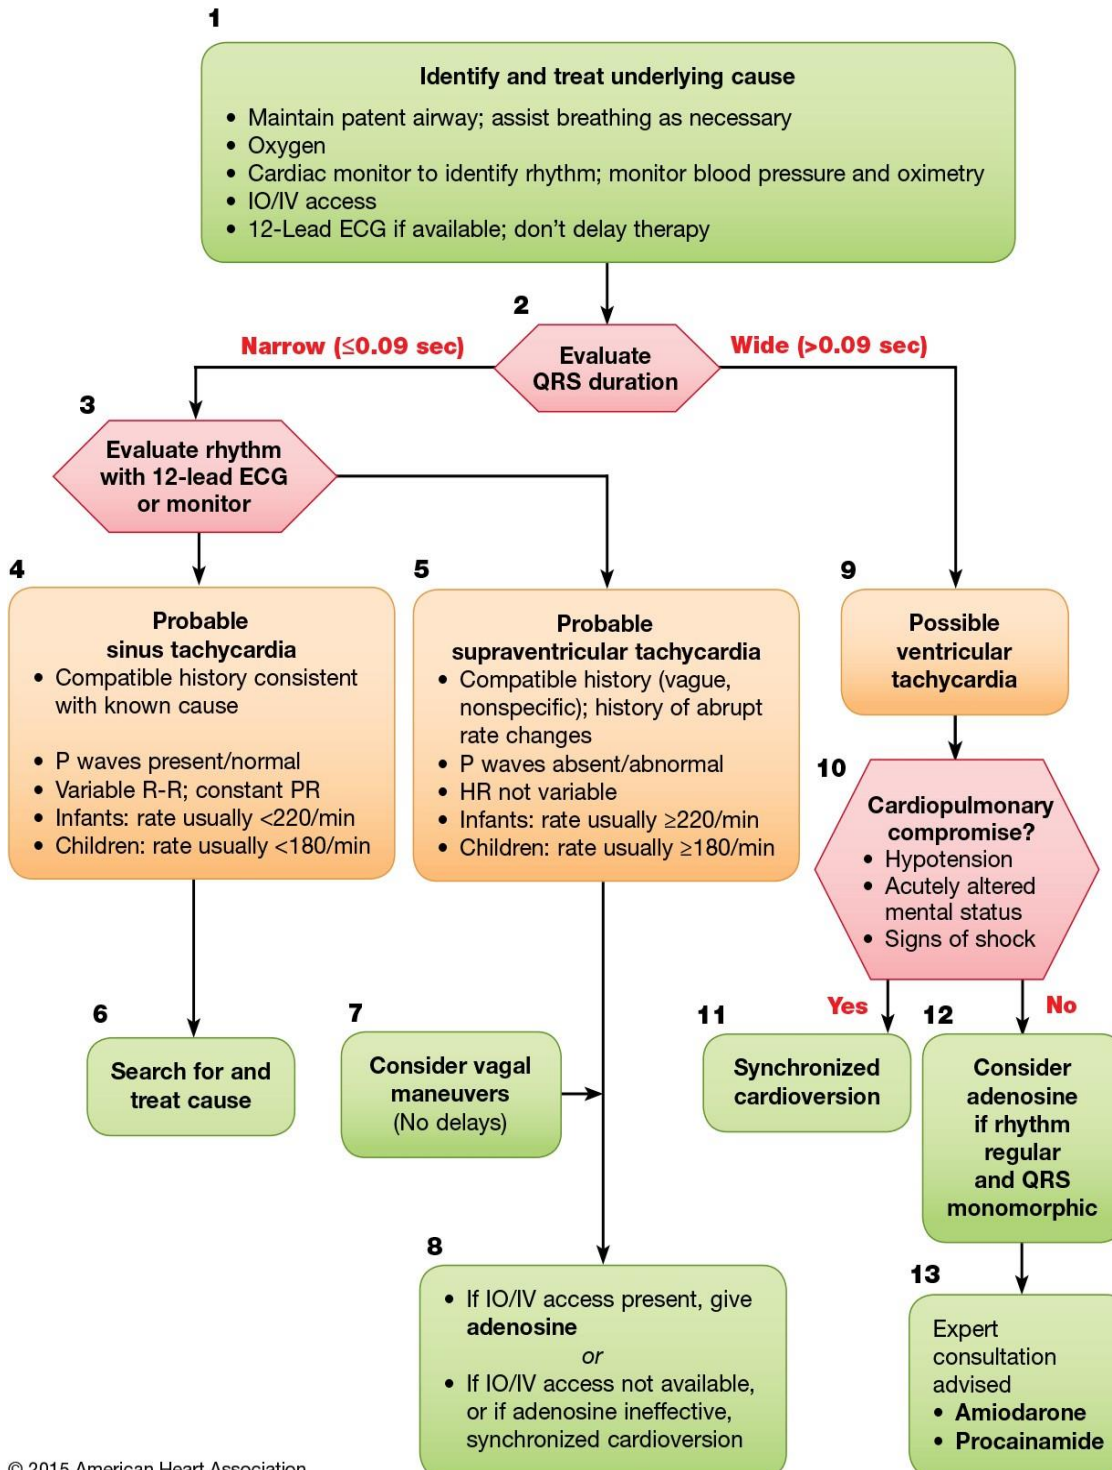 1
Identify and treat underlying cause
• Maintain patent airway; assist breathing as necessary
• Oxygen
• Cardiac monitor to identify rhythm; monitor blood pressure and oximetry
• IO/IV access
• 12-Lead ECG if available; don’t delay therapy
2
Narrow (≤0.09 sec)
Evaluate
QRS duration
Wide (>0.09 sec)
3
Evaluate rhythm
with 12-lead ECG
or monitor
4
Probable
sinus tachycardia
• Compatible history consistent
with known cause
• P waves present/normal
• Variable R-R; constant PR
• Infants: rate usually <220/min
• Children: rate usually <180/min
5
Probable
supraventricular tachycardia
• Compatible history (vague,
nonspecific); history of abrupt
rate changes
• P waves absent/abnormal
• HR not variable
• Infants: rate usually ≥220/min
• Children: rate usually ≥180/min
9
Possible
ventricular
tachycardia
10
Cardiopulmonary
compromise?
• Hypotension
• Acutely altered
mental status
• Signs of shock
6
Search for and
treat cause
7
Consider vagal
maneuvers
(No delays)
Yes
11
Synchronized
cardioversion
No
12
Consider
adenosine
if rhythm
regular
and QRS
monomorphic
8
• If IO/IV access present, give
adenosine
or
• If IO/IV access not available,
or if adenosine ineffective,
synchronized cardioversion
13
Expert
consultation
advised
• Amiodarone
• Procainamide
© 2015 American Heart Association